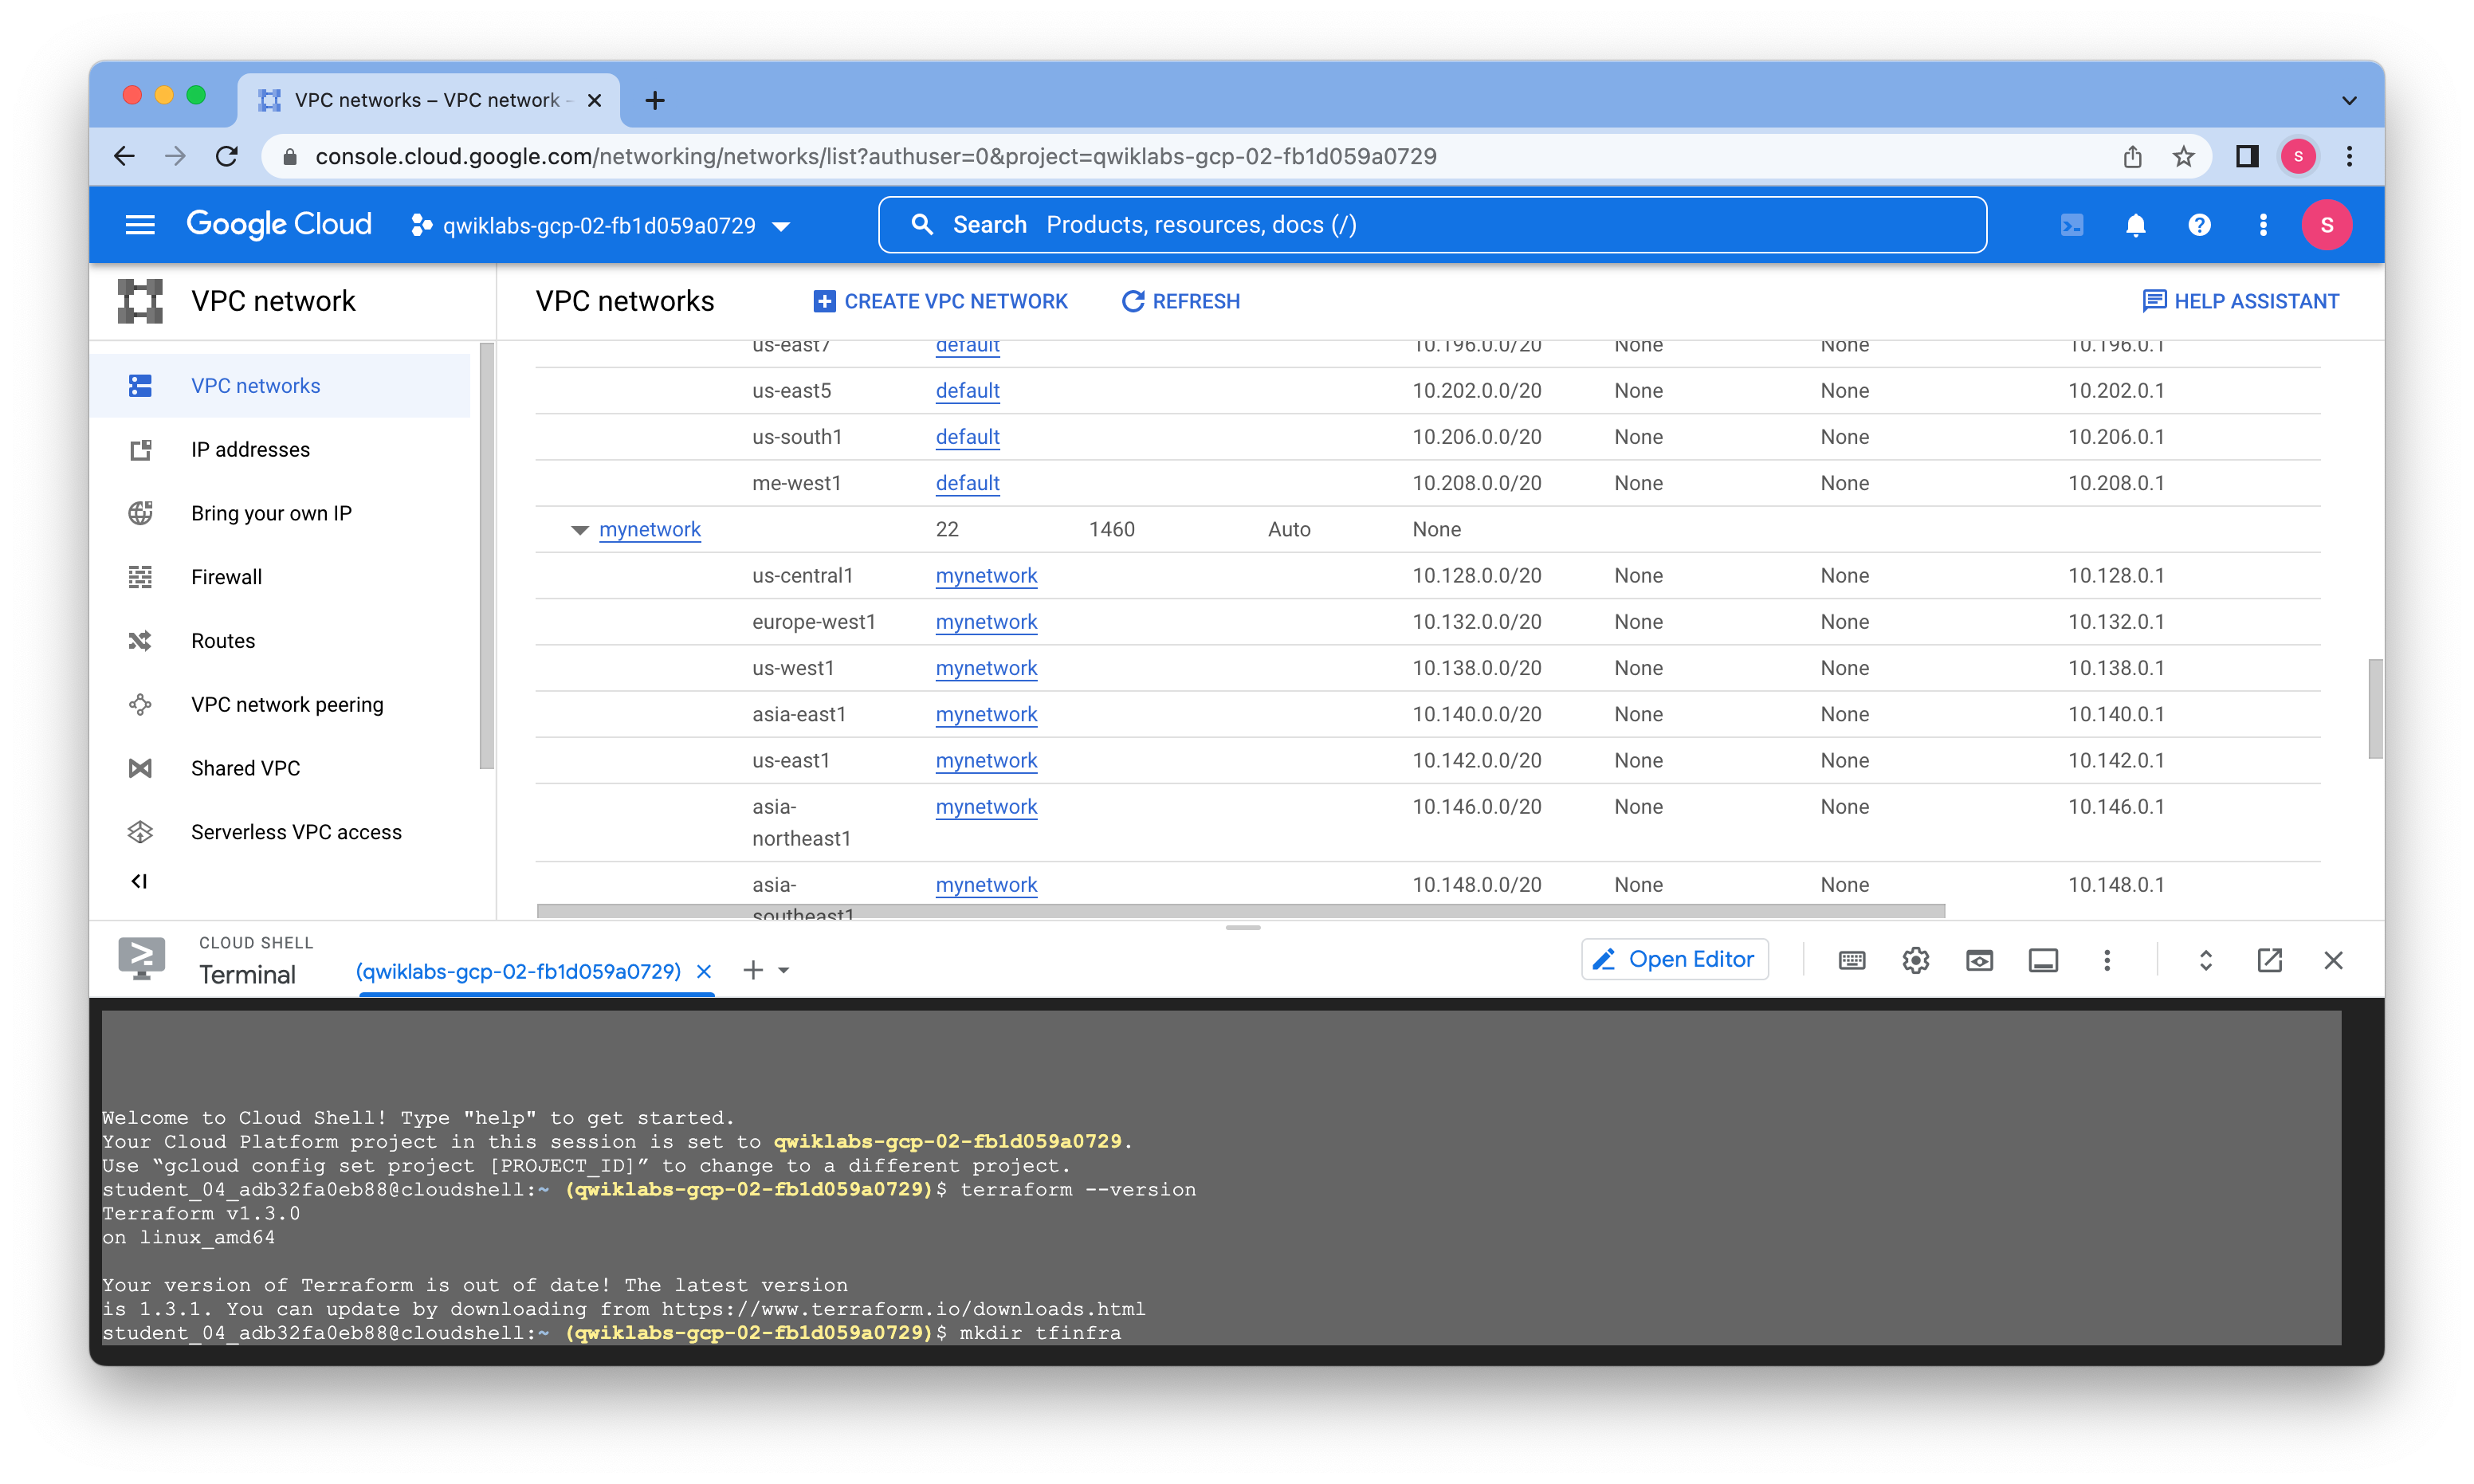 VPC networks – VPC network -
console.cloud.google.com/networking/networks/list?authuser=0&project=qwiklabs-gcp-02-fb1d059a0729
S
Google Cloud
qwiklabs-gcp-02-fb1d059a0729
Search Products, resources, docs (/)
S
VPC network
VPC networks
CREATE VPC NETWORK
REFRESH
HELP ASSISTANT
VPC networks
IP addresses
Bring your own IP
Firewall
Routes
VPC network peering
Shared VPC
Serverless VPC access
us-east7 default 10.196.0.0/20 None None 10.196.0.1
us-east5 default 10.202.0.0/20 None None 10.202.0.1
us-south1 default 10.206.0.0/20 None None 10.206.0.1
me-west1 default 10.208.0.0/20 None None 10.208.0.1
mynetwork 22 1460 Auto None
us-central1 mynetwork 10.128.0.0/20 None None 10.128.0.1
europe-west1 mynetwork 10.132.0.0/20 None None 10.132.0.1
us-west1 mynetwork 10.138.0.0/20 None None 10.138.0.1
asia-east1 mynetwork 10.140.0.0/20 None None 10.140.0.1
us-east1 mynetwork 10.142.0.0/20 None None 10.142.0.1
asia- mynetwork 10.146.0.0/20 None None 10.146.0.1
northeast1
asia- mynetwork 10.148.0.0/20 None None 10.148.0.1
southeast1
CLOUD SHELL
Terminal
(qwiklabs-gcp-02-fb1d059a0729)
Open Editor
Welcome to Cloud Shell! Type "help" to get started.
Your Cloud Platform project in this session is set to qwiklabs-gcp-02-fb1d059a0729.
Use “gcloud config set project [PROJECT_ID]” to change to a different project.
student_04_adb32fa0eb88@cloudshell:~ (qwiklabs-gcp-02-fb1d059a0729)$ terraform --version
Terraform v1.3.0
on linux_amd64
Your version of Terraform is out of date! The latest version
is 1.3.1. You can update by downloading from https://www.terraform.io/downloads.html
student_04_adb32fa0eb88@cloudshell:~ (qwiklabs-gcp-02-fb1d059a0729)$ mkdir tfinfra